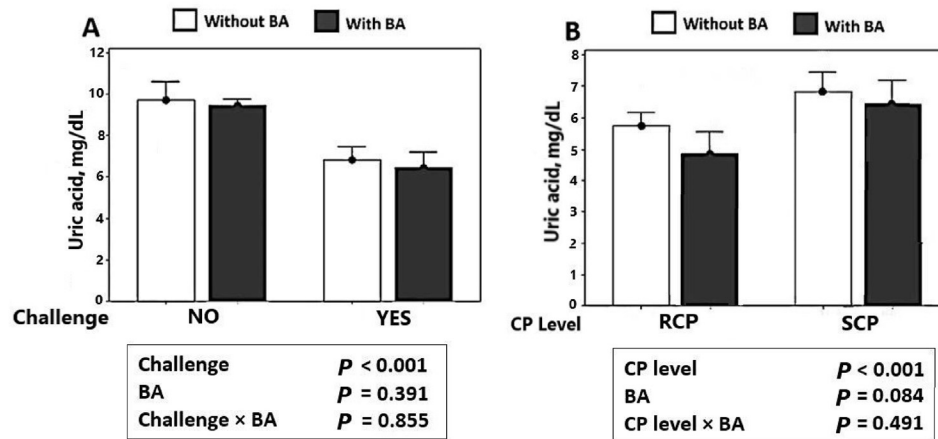 A
Without BA With BA
12
10
8
6
4
2
0
Uric acid, mg/dL
Challenge NO YES
Challenge P < 0.001
BA P = 0.391
Challenge × BA P = 0.855
B
Without BA With BA
8
7
6
5
4
3
2
1
0
Uric acid, mg/dL
CP Level RCP SCP
CP level P < 0.001
BA P = 0.084
CP level × BA P = 0.491